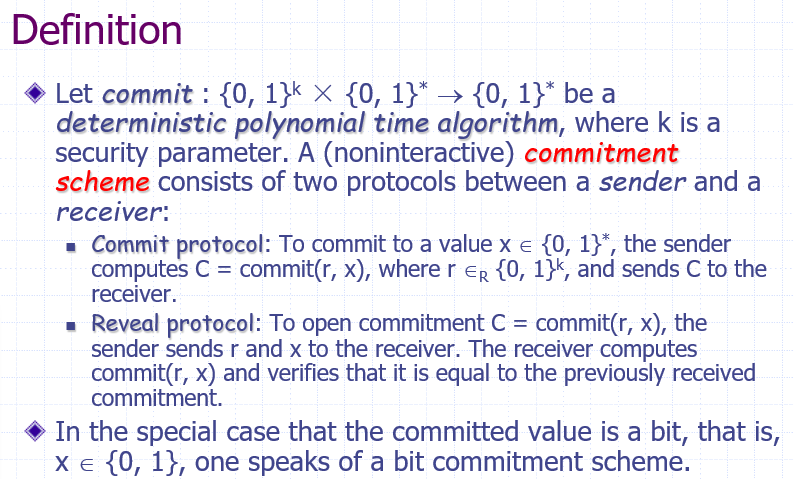 Definition
Let commit : {0, 1}ᵏ × {0, 1}* → {0, 1}* be a
deterministic polynomial time algorithm, where k is a
security parameter. A (noninteractive) commitment
scheme consists of two protocols between a sender and a
receiver:
Commit protocol: To commit to a value x ∈ {0, 1}*, the sender
computes C = commit(r, x), where r ∈R {0, 1}ᵏ, and sends C to the
receiver.
Reveal protocol: To open commitment C = commit(r, x), the
sender sends r and x to the receiver. The receiver computes
commit(r, x) and verifies that it is equal to the previously received
commitment.
In the special case that the committed value is a bit, that is,
x ∈ {0, 1}, one speaks of a bit commitment scheme.